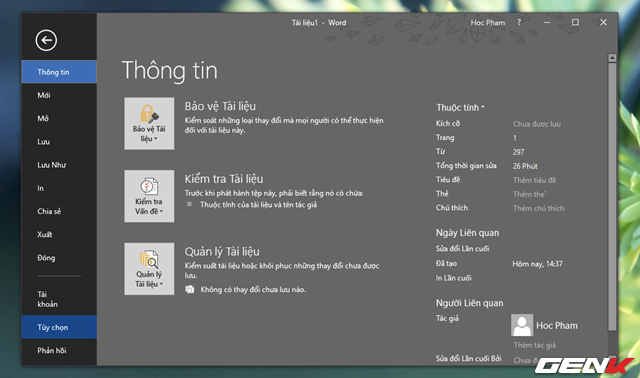 Tài liệu1 - Word
Hoc Pham
?
Thông tin
Mới
Mở
Lưu
Lưu Như
In
Chia sẻ
Xuất
Đóng
Tài
khoản
Tùy chọn
Phản hồi
Thông tin
Bảo vệ Tài
liệu
Bảo vệ Tài liệu
Kiểm soát những loại thay đổi mà mọi người có thể thực hiện
đối với tài liệu này.
Kiểm tra
Vấn đề
Kiểm tra Tài liệu
Trước khi phát hành tệp này, phải biết rằng nó có chứa:
Thuộc tính của tài liệu và tên tác giả
Quản lý
Tài liệu
Quản lý Tài liệu
Kiểm xuất tài liệu hoặc khôi phục những thay đổi chưa được
lưu.
Không có thay đổi chưa lưu nào.
Thuộc tính
Kích cỡ Chưa được lưu
Trang 1
Từ 297
Tổng thời gian sửa 26 Phút
Tiêu đề Thêm tiêu đề
Thẻ Thêm thẻ
Chú thích Thêm chú thích
Ngày Liên quan
Sửa đổi Lần cuối
Đã tạo Hôm nay, 14:37
In Lần cuối
Người Liên quan
Tác giả Hoc Pham
Thêm tác giả
Sửa đổi Lần cuối Bởi
GENK